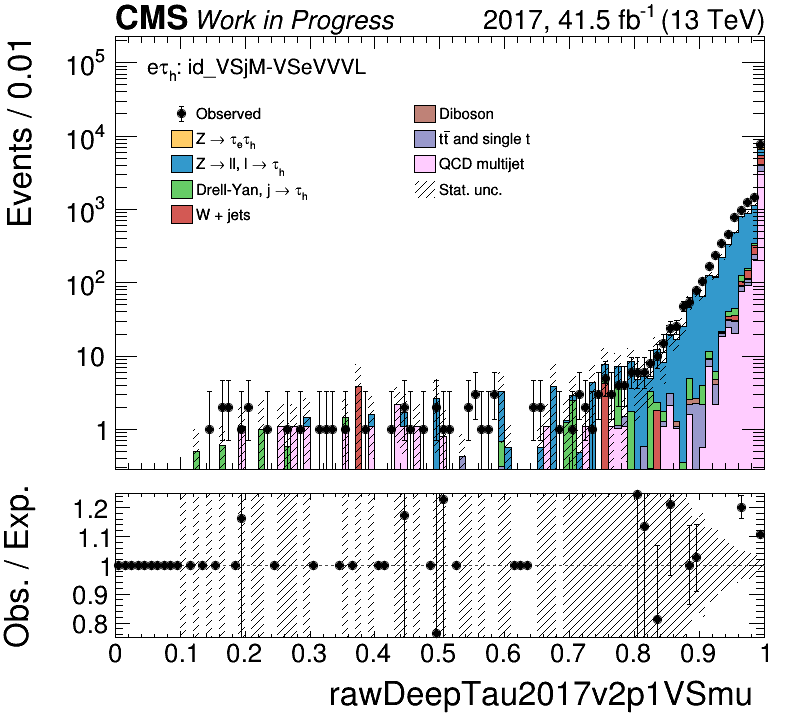 CMS Work in Progress 2017, 41.5 fb⁻¹ (13 TeV)
Events / 0.01
10⁵
10⁴
10³
10²
10
1
eτₕ: id_VSjM-VSeVVVL
Observed
Z → τₑτₕ
Z → ll, l → τₕ
Drell-Yan, j → τₕ
W + jets
Diboson
tt̄ and single t
QCD multijet
Stat. unc.
Obs. / Exp.
1.2
1.1
1
0.9
0.8
0 0.1 0.2 0.3 0.4 0.5 0.6 0.7 0.8 0.9 1
rawDeepTau2017v2p1VSmu